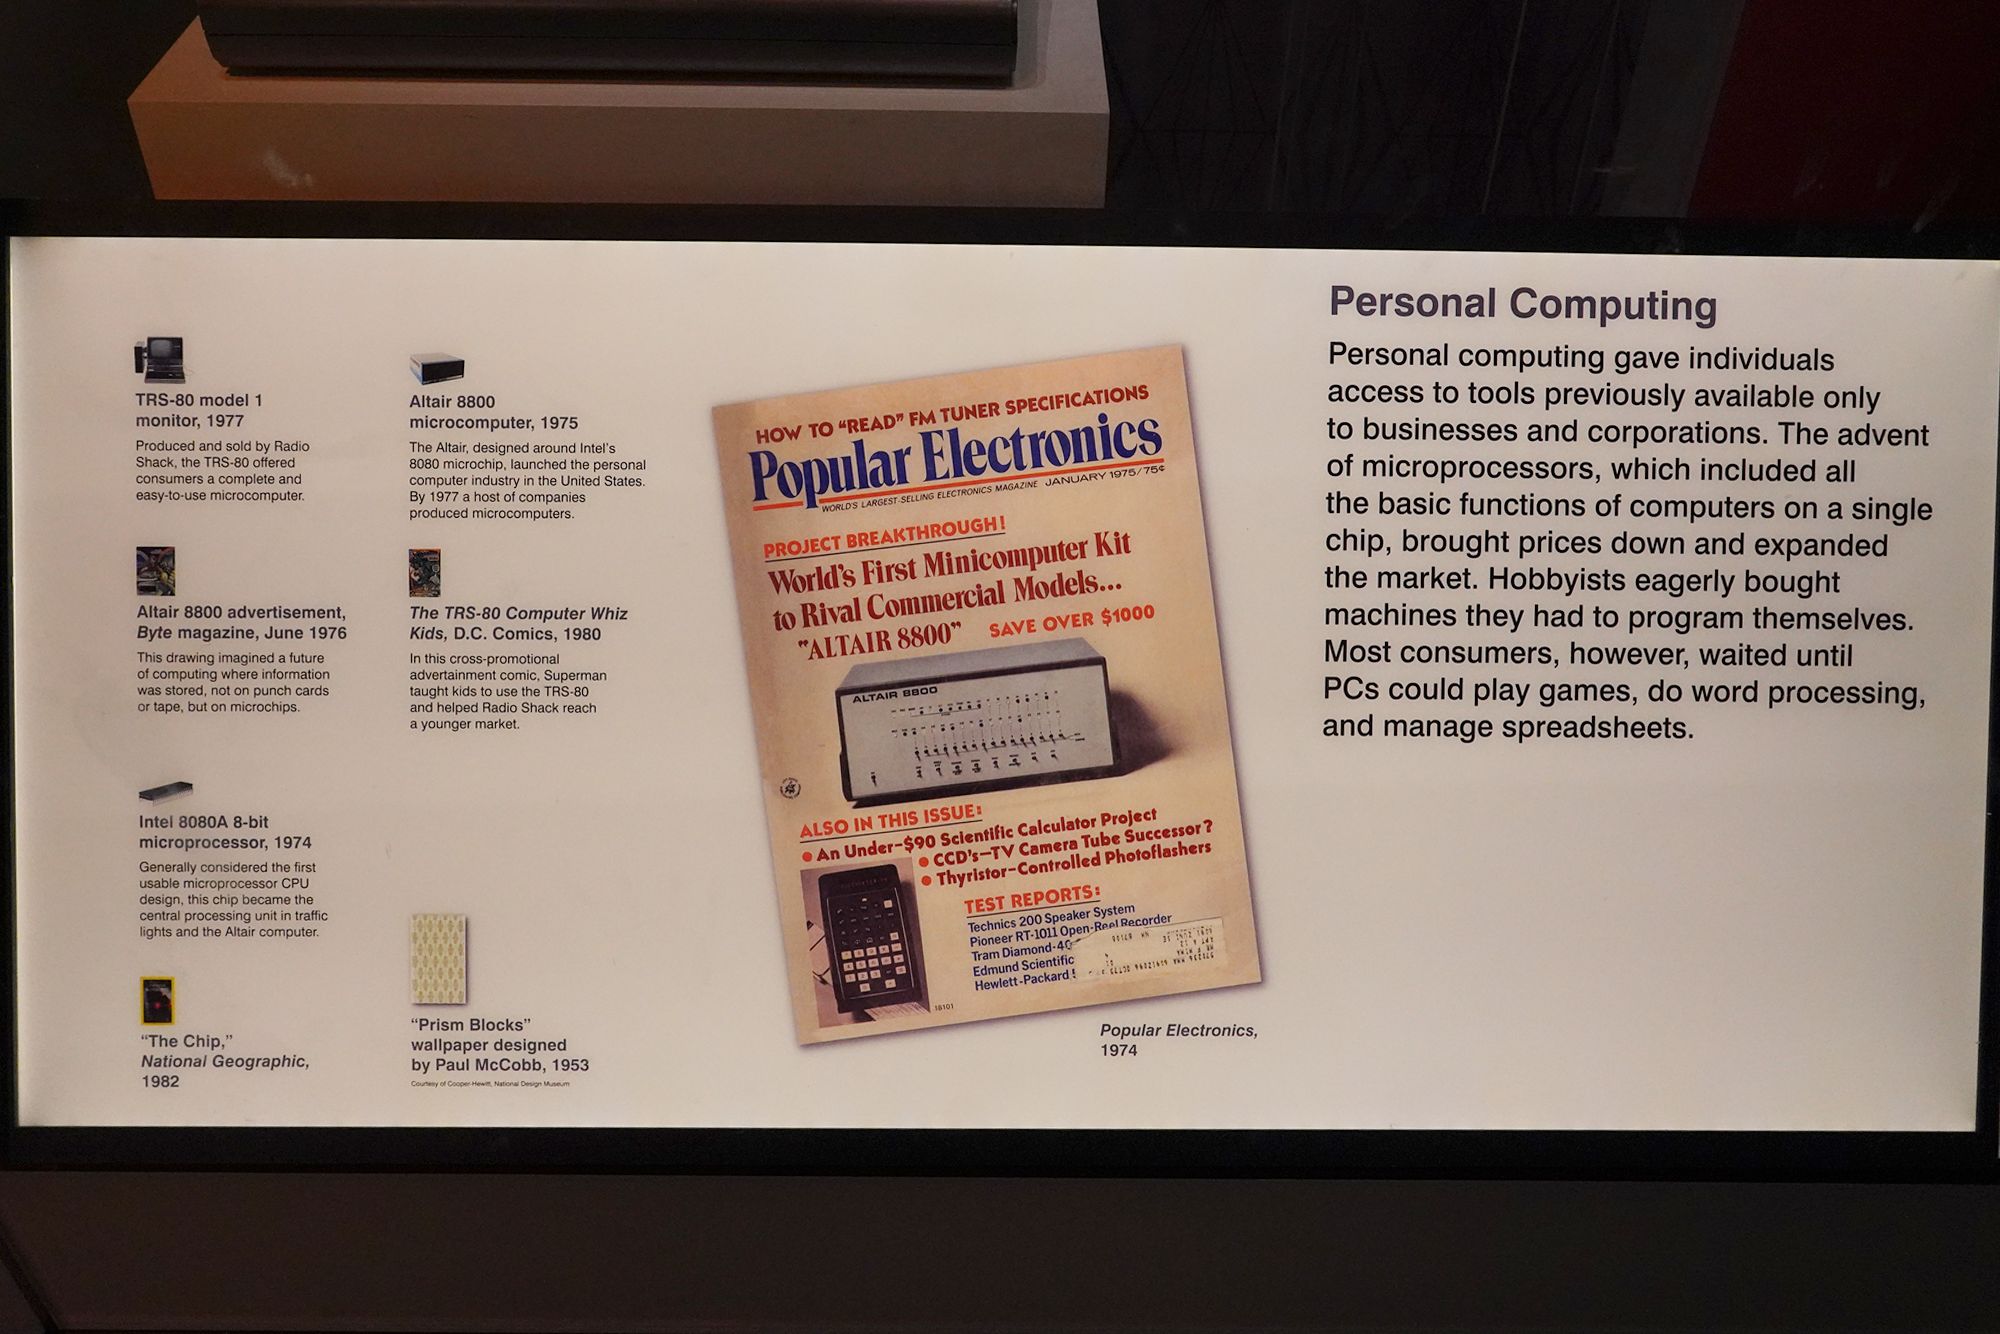 TRS-80 model 1
monitor, 1977
Produced and sold by Radio
Shack, the TRS-80 offered
consumers a complete and
easy-to-use microcomputer.
Altair 8800
microcomputer, 1975
The Altair, designed around Intel's
8080 microchip, launched the personal
computer industry in the United States.
By 1977 a host of companies
produced microcomputers.
Altair 8800 advertisement,
Byte magazine, June 1976
This drawing imagined a future
of computing where information
was stored, not on punch cards
or tape, but on microchips.
The TRS-80 Computer Whiz
Kids, D.C. Comics, 1980
In this cross-promotional
advertainment comic, Superman
taught kids to use the TRS-80
and helped Radio Shack reach
a younger market.
Intel 8080A 8-bit
microprocessor, 1974
Generally considered the first
usable microprocessor CPU
design, this chip became the
central processing unit in traffic
lights and the Altair computer.
"The Chip,"
National Geographic,
1982
"Prism Blocks"
wallpaper designed
by Paul McCobb, 1953
Courtesy of Cooper-Hewitt, National Design Museum
HOW TO "READ" FM TUNER SPECIFICATIONS
Popular Electronics
WORLD'S LARGEST-SELLING ELECTRONICS MAGAZINE JANUARY 1975/75¢
PROJECT BREAKTHROUGH!
World's First Minicomputer Kit
to Rival Commercial Models...
"ALTAIR 8800" SAVE OVER $1000
ALTAIR 8800
ALSO IN THIS ISSUE:
● An Under-$90 Scientific Calculator Project
● CCD's—TV Camera Tube Successor?
● Thyristor-Controlled Photoflashers
TEST REPORTS:
Technics 200 Speaker System
Pioneer RT-1011 Open-Reel Recorder
Tram Diamond-40
Edmund Scientific
Hewlett-Packard
18101
Popular Electronics,
1974
Personal Computing
Personal computing gave individuals
access to tools previously available only
to businesses and corporations. The advent
of microprocessors, which included all
the basic functions of computers on a single
chip, brought prices down and expanded
the market. Hobbyists eagerly bought
machines they had to program themselves.
Most consumers, however, waited until
PCs could play games, do word processing,
and manage spreadsheets.